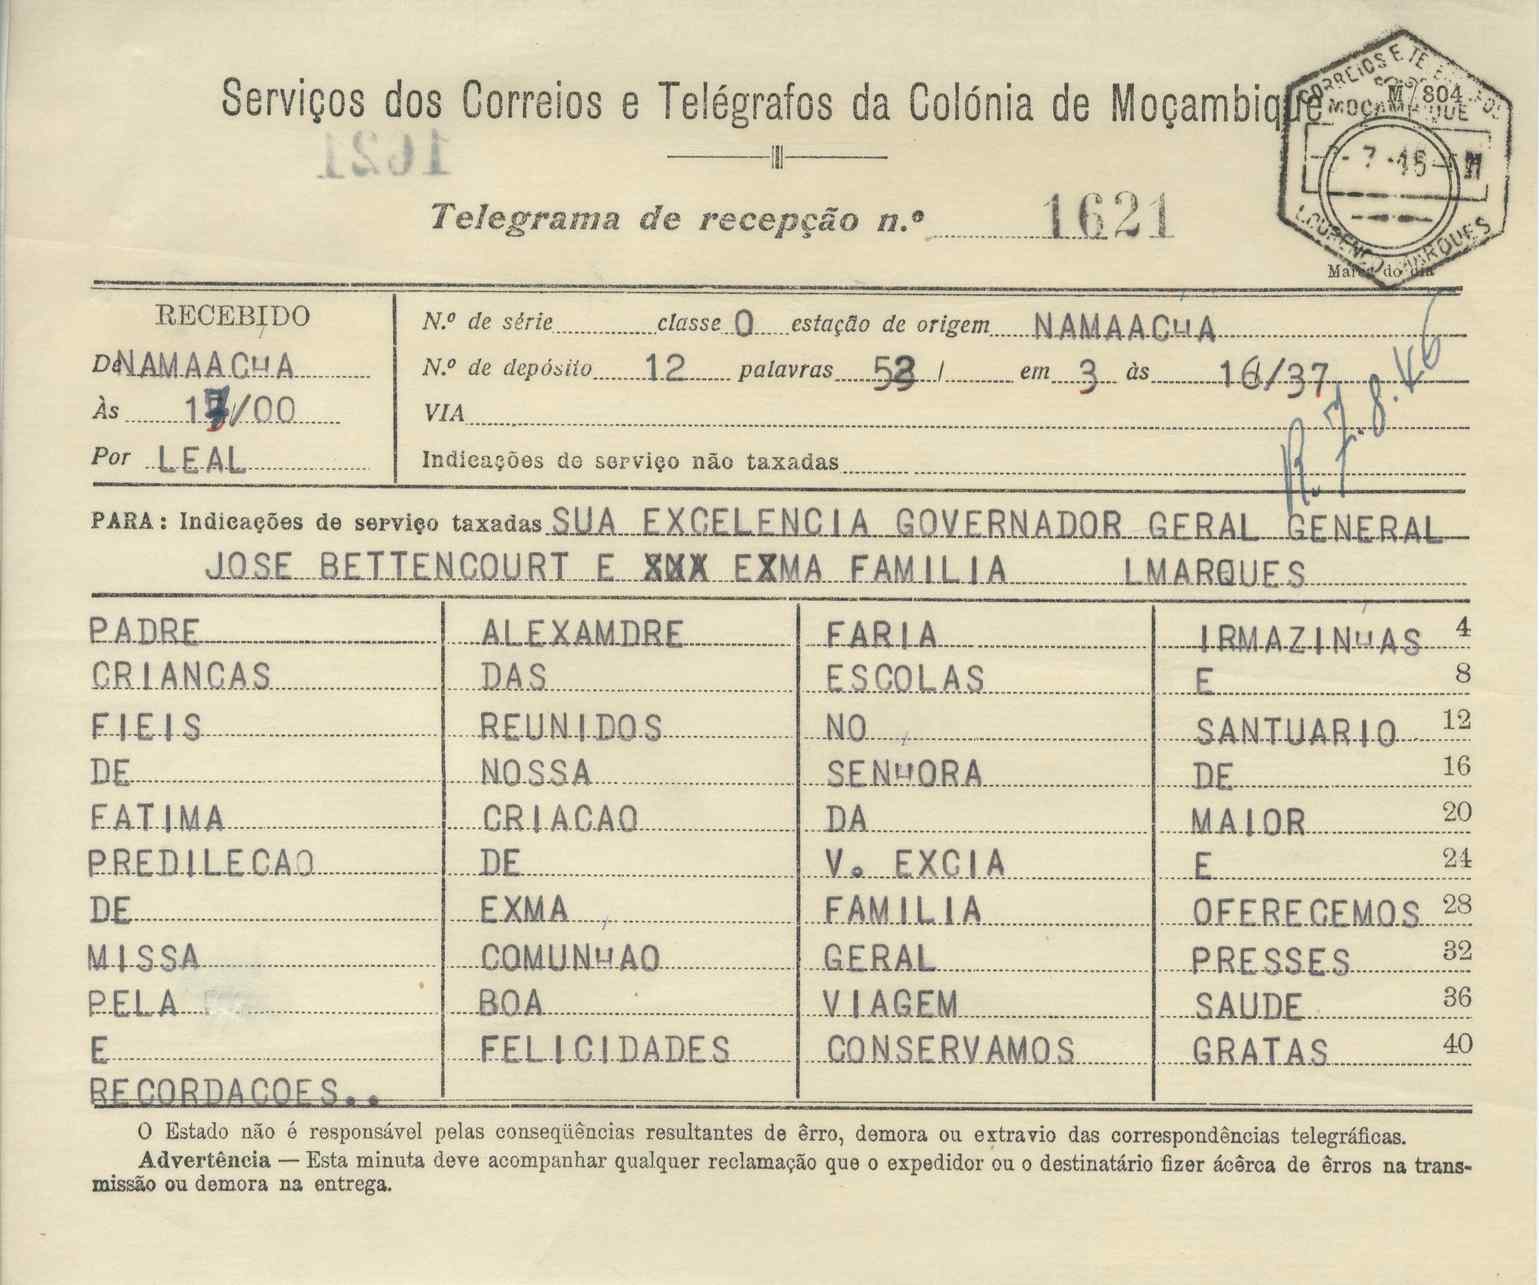 Serviços dos Correios e Telégrafos da Colónia de Moçambique
1621
Telegrama de recepção n.º 1621
CORREIOS E TE
M/804
MOÇAMBIQUE
LOURENÇO MARQUES
Marca do dia
RECEBIDO
De NAMAACHA
Às /00
Por LEAL
N.º de série classe 0 estação de origem NAMAACHA
N.º de depósito 12 palavras 53 / em 3 às 16/37
VIA
Indicações de serviço não taxadas
R. 7.8.46
PARA: Indicações de serviço taxadas SUA EXCELENCIA GOVERNADOR GERAL GENERAL
JOSE BETTENCOURT E XXX EXMA FAMILIA LMARQUES
PADRE ALEXAMDRE FARIA IRMAZINHAS 4
CRIANCAS DAS ESCOLAS E 8
FIEIS REUNIDOS NO SANTUARIO 12
DE NOSSA SENHORA DE 16
FATIMA CRIACAO DA MAIOR 20
PREDILECAO DE V. EXCIA E 24
DE EXMA FAMILIA OFERECEMOS 28
MISSA COMUNHAO GERAL PRESSES 32
PELA BOA VIAGEM SAUDE 36
E FELICIDADES CONSERVAMOS GRATAS 40
RECORDACOES..
O Estado não é responsável pelas conseqüências resultantes de êrro, demora ou extravio das correspondências telegráficas.
Advertência — Esta minuta deve acompanhar qualquer reclamação que o expedidor ou o destinatário fizer ácêrca de êrros na trans-
missão ou demora na entrega.